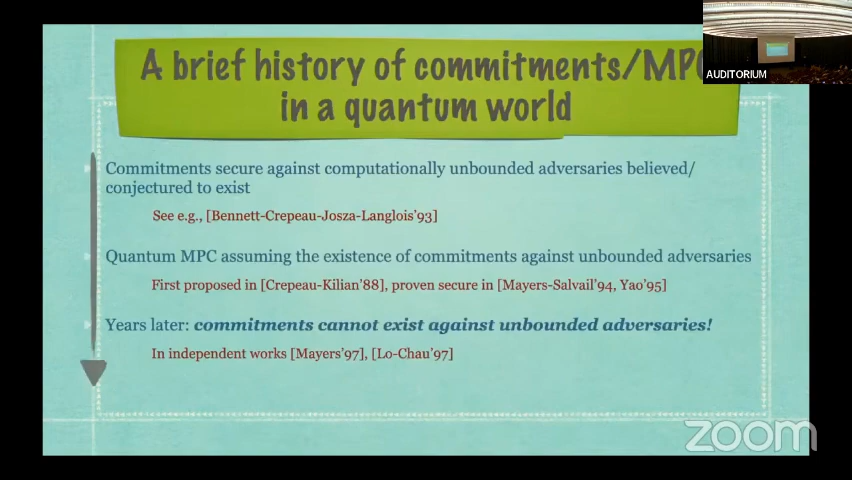 A brief history of commitments/MPC
in a quantum world
AUDITORIUM
Commitments secure against computationally unbounded adversaries believed/
conjectured to exist
See e.g., [Bennett-Crepeau-Josza-Langlois'93]
Quantum MPC assuming the existence of commitments against unbounded adversaries
First proposed in [Crepeau-Kilian'88], proven secure in [Mayers-Salvail'94, Yao'95]
Years later: commitments cannot exist against unbounded adversaries!
In independent works [Mayers'97], [Lo-Chau'97]
zoom